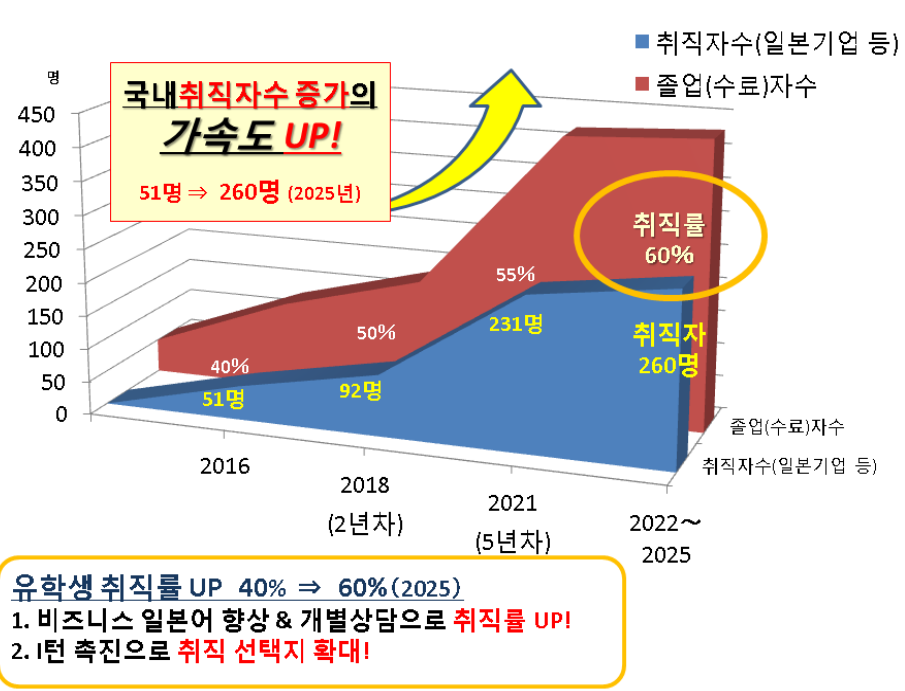 취직자수(일본기업 등)
졸업(수료)자수
명
국내취직자수 증가의
가속도 UP!
51명 ⇒ 260명 (2025년)
450
400
350
300
250
200
150
100
50
0
취직률
60%
55%
231명
50%
92명
40%
51명
취직자
260명
졸업(수료)자수
취직자수(일본기업 등)
2016
2018
(2년차)
2021
(5년차)
2022~
2025
유학생 취직률 UP 40% ⇒ 60%(2025)
1. 비즈니스 일본어 향상 & 개별상담으로 취직률 UP!
2. I턴 촉진으로 취직 선택지 확대!